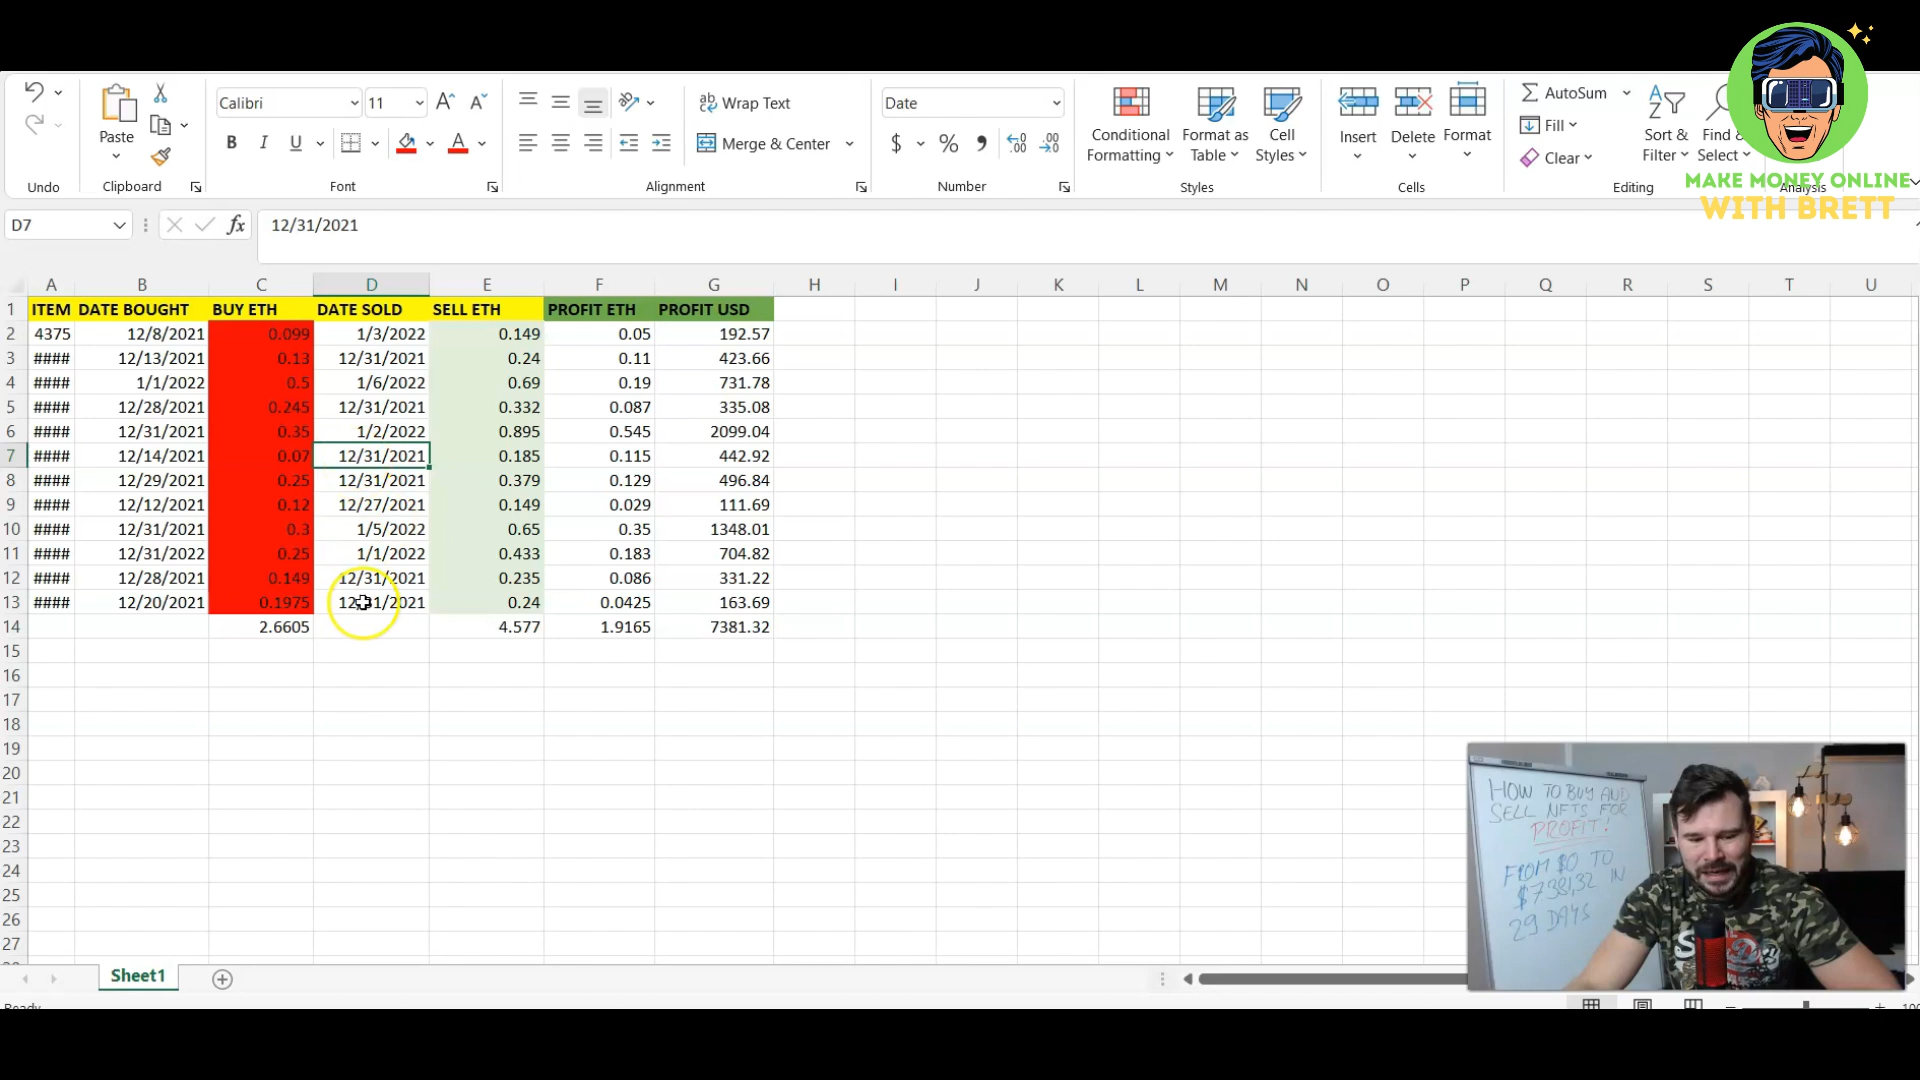 Calibri 11 Wrap Text Date AutoSum
Paste Conditional Formatting Format as Table Cell Styles Insert Delete Format Fill Sort & Filter Find & Select
B I U A Merge & Center $ % Clear
Undo Clipboard Font Alignment Number Styles Cells Editing Analysis
MAKE MONEY ONLINE
WITH BRETT
D7 fx 12/31/2021
A B C D E F G H I J K L M N O P Q R S T U
1 ITEM DATE BOUGHT BUY ETH DATE SOLD SELL ETH PROFIT ETH PROFIT USD
2 4375 12/8/2021 0.099 1/3/2022 0.149 0.05 192.57
3 #### 12/13/2021 0.13 12/31/2021 0.24 0.11 423.66
4 #### 1/1/2022 0.5 1/6/2022 0.69 0.19 731.78
5 #### 12/28/2021 0.245 12/31/2021 0.332 0.087 335.08
6 #### 12/31/2021 0.35 1/2/2022 0.895 0.545 2099.04
7 #### 12/14/2021 0.07 12/31/2021 0.185 0.115 442.92
8 #### 12/29/2021 0.25 12/31/2021 0.379 0.129 496.84
9 #### 12/12/2021 0.12 12/27/2021 0.149 0.029 111.69
10 #### 12/31/2021 0.3 1/5/2022 0.65 0.35 1348.01
11 #### 12/31/2022 0.25 1/1/2022 0.433 0.183 704.82
12 #### 12/28/2021 0.149 12/31/2021 0.235 0.086 331.22
13 #### 12/20/2021 0.1975 12/31/2021 0.24 0.0425 163.69
14 2.6605 4.577 1.9165 7381.32
15
16
17
18
19
20
21
22
23
24
25
26
27
HOW TO BUY AND
SELL NFTS FOR
PROFIT!
FROM $0 TO
$7381,32 IN
29 DAYS
Sheet1
Ready